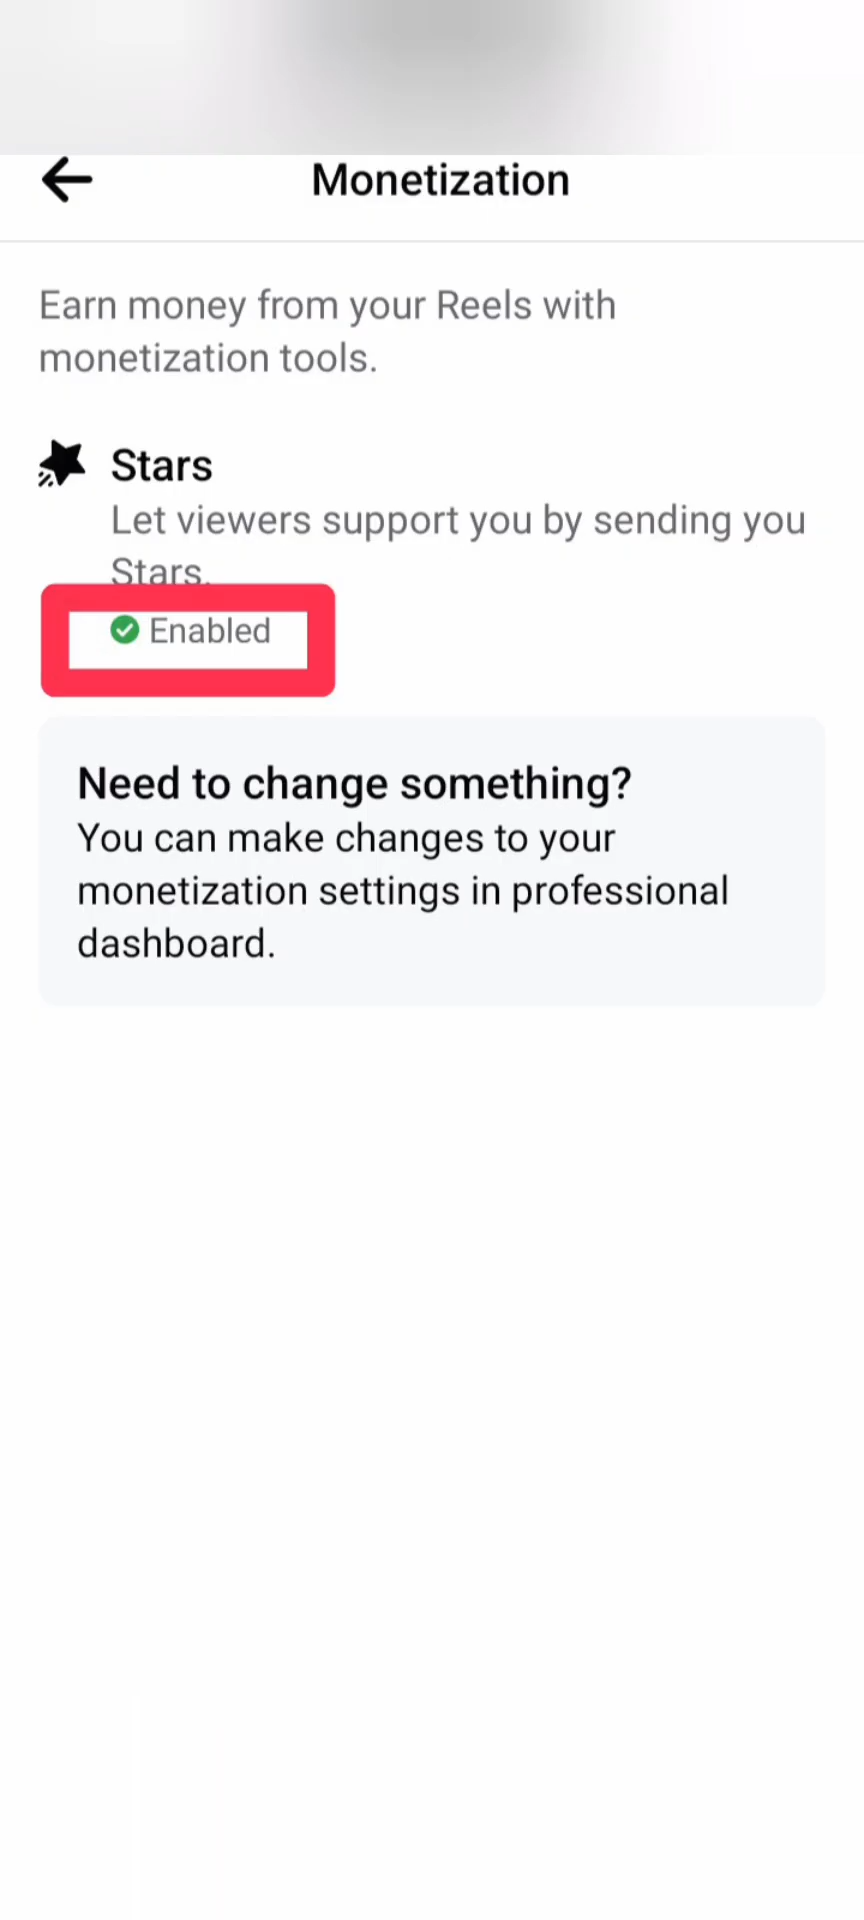 Monetization
Earn money from your Reels with
monetization tools.
Stars
Let viewers support you by sending you
Stars.
Enabled
Need to change something?
You can make changes to your
monetization settings in professional
dashboard.